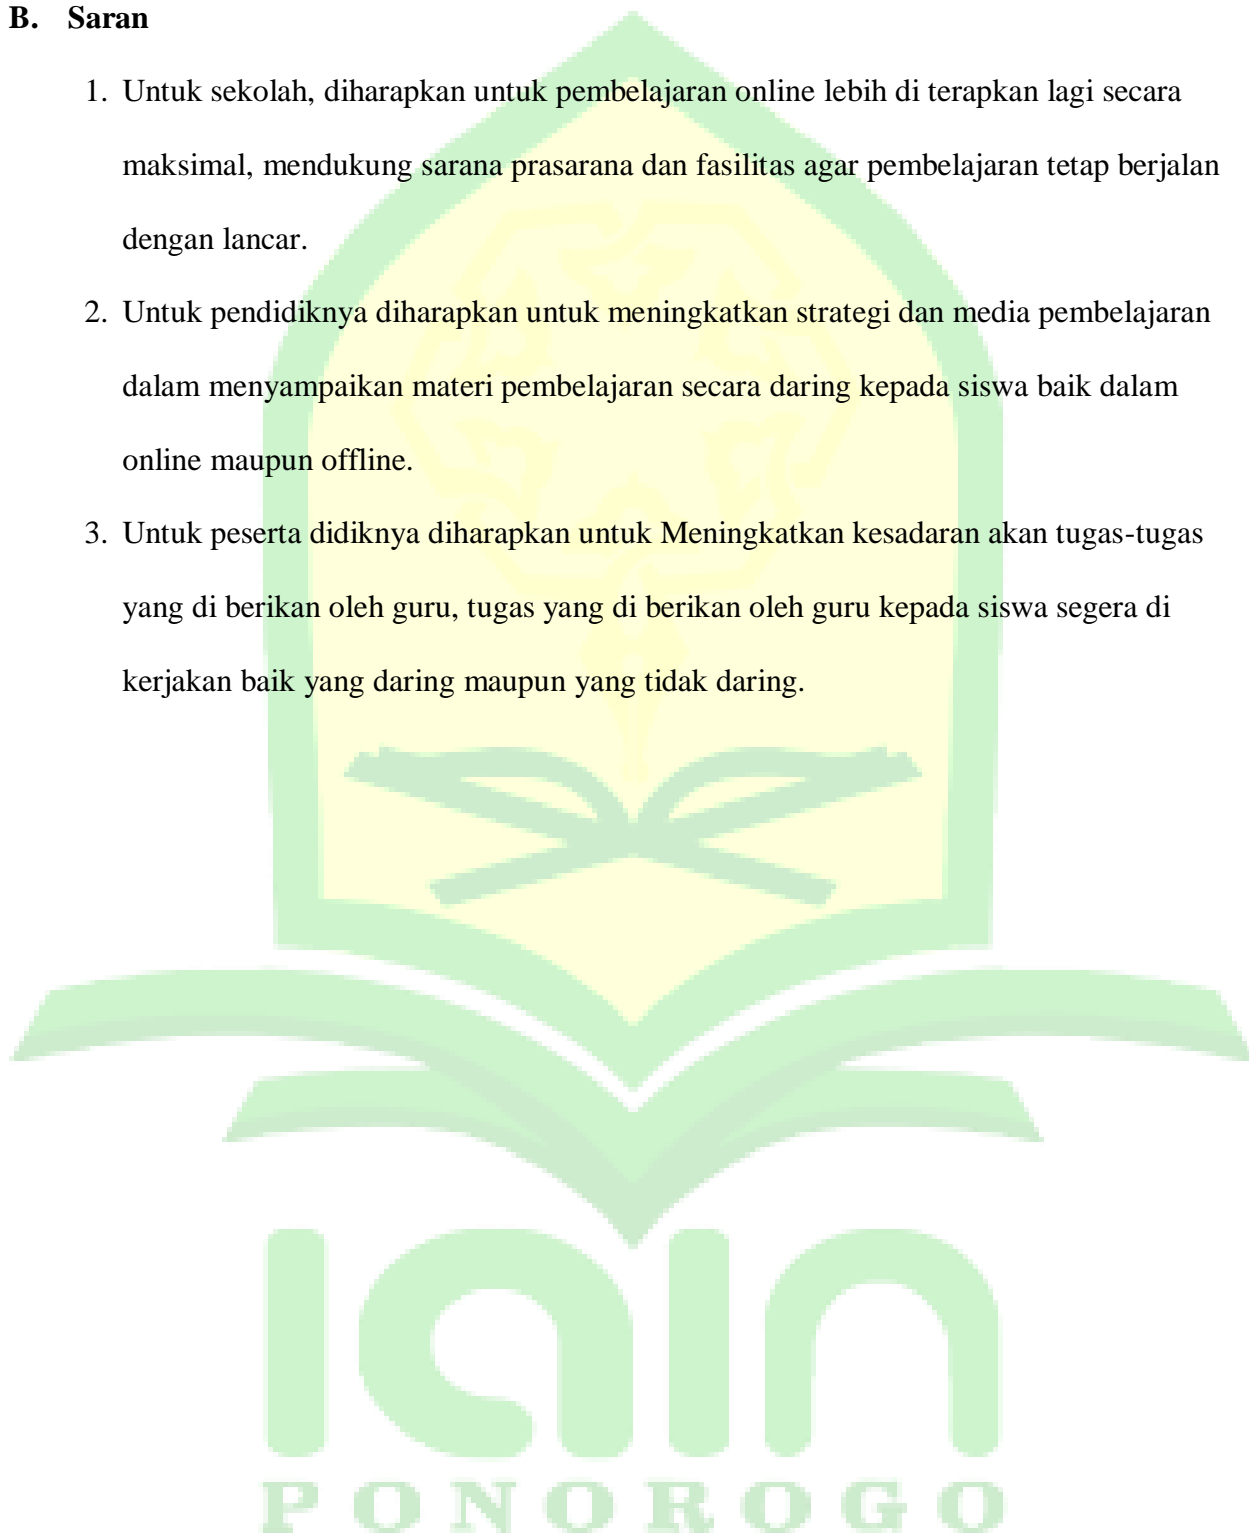 B. Saran
1. Untuk sekolah, diharapkan untuk pembelajaran online lebih di terapkan lagi secara
maksimal, mendukung sarana prasarana dan fasilitas agar pembelajaran tetap berjalan
dengan lancar.
2. Untuk pendidiknya diharapkan untuk meningkatkan strategi dan media pembelajaran
dalam menyampaikan materi pembelajaran secara daring kepada siswa baik dalam
online maupun offline.
3. Untuk peserta didiknya diharapkan untuk Meningkatkan kesadaran akan tugas-tugas
yang di berikan oleh guru, tugas yang di berikan oleh guru kepada siswa segera di
kerjakan baik yang daring maupun yang tidak daring.
iain
PONOROGO